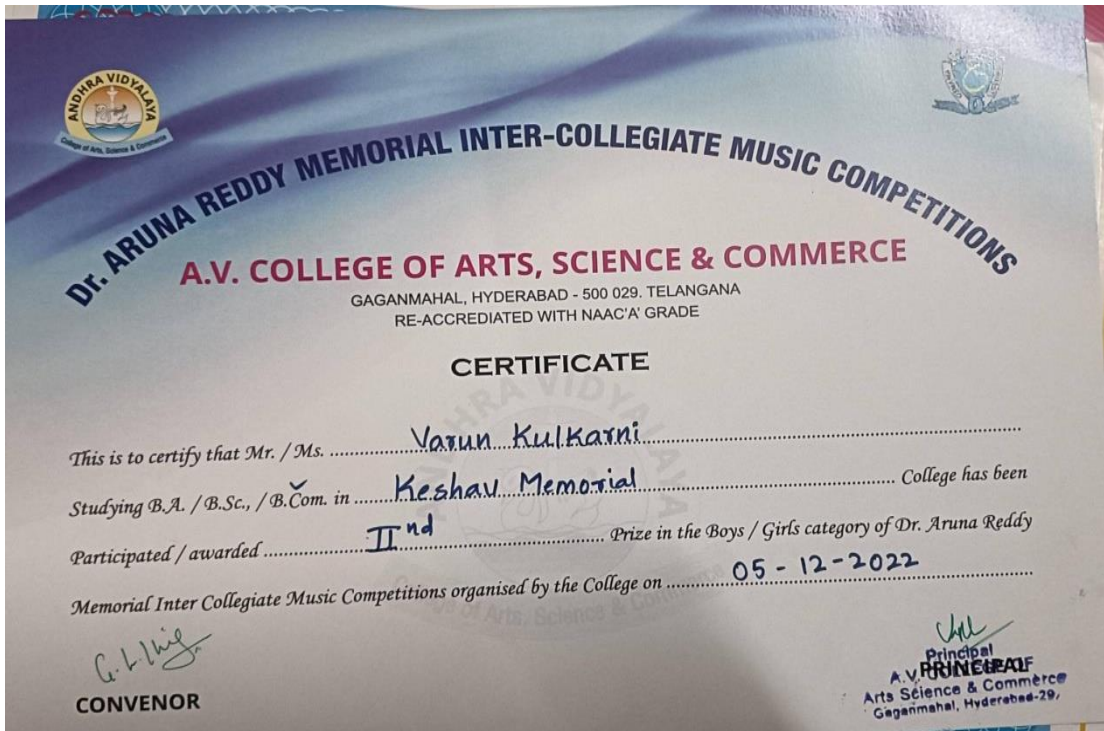 ANDHRA VIDYALAYA
College of Arts, Science & Commerce
Dr. ARUNA REDDY MEMORIAL INTER-COLLEGIATE MUSIC COMPETITIONS
A.V. COLLEGE OF ARTS, SCIENCE & COMMERCE
GAGANMAHAL, HYDERABAD - 500 029. TELANGANA
RE-ACCREDIATED WITH NAAC'A' GRADE
CERTIFICATE
This is to certify that Mr. / Ms. Varun Kulkarni
Studying B.A. / B.Sc., / B.Com. in Keshav Memorial College has been
Participated / awarded IInd Prize in the Boys / Girls category of Dr. Aruna Reddy
Memorial Inter Collegiate Music Competitions organised by the College on 05-12-2022
CONVENOR
PRINCIPAL
Principal
A.V. COLLEGE OF
Arts Science & Commerce
Gaganmahal, Hyderabad-29,